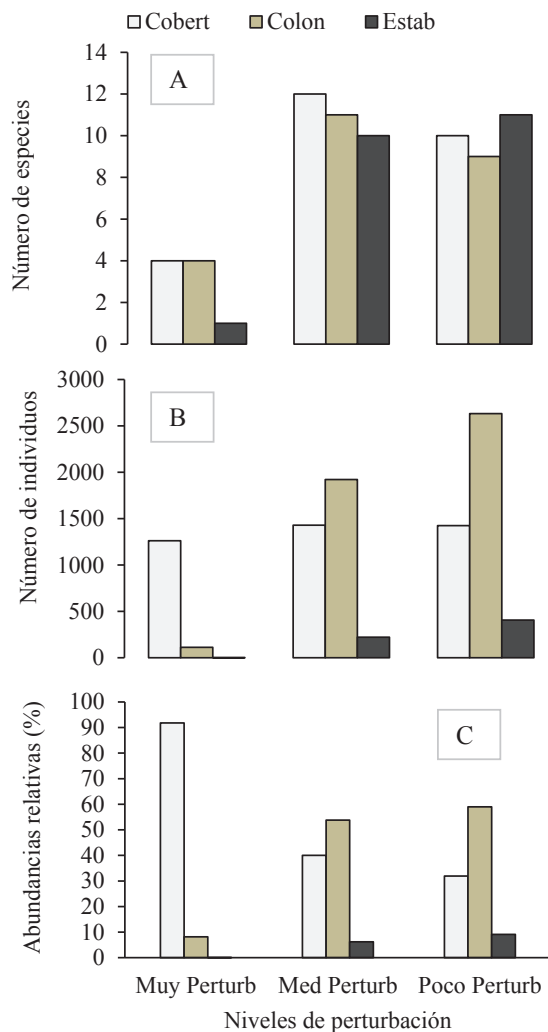 Cobert Colon Estab
A
Número de especies
14
12
10
8
6
4
2
0
B
Número de individuos
3000
2500
2000
1500
1000
500
0
C
Abundancias relativas (%)
100
90
80
70
60
50
40
30
20
10
0
Muy Perturb Med Perturb Poco Perturb
Niveles de perturbación